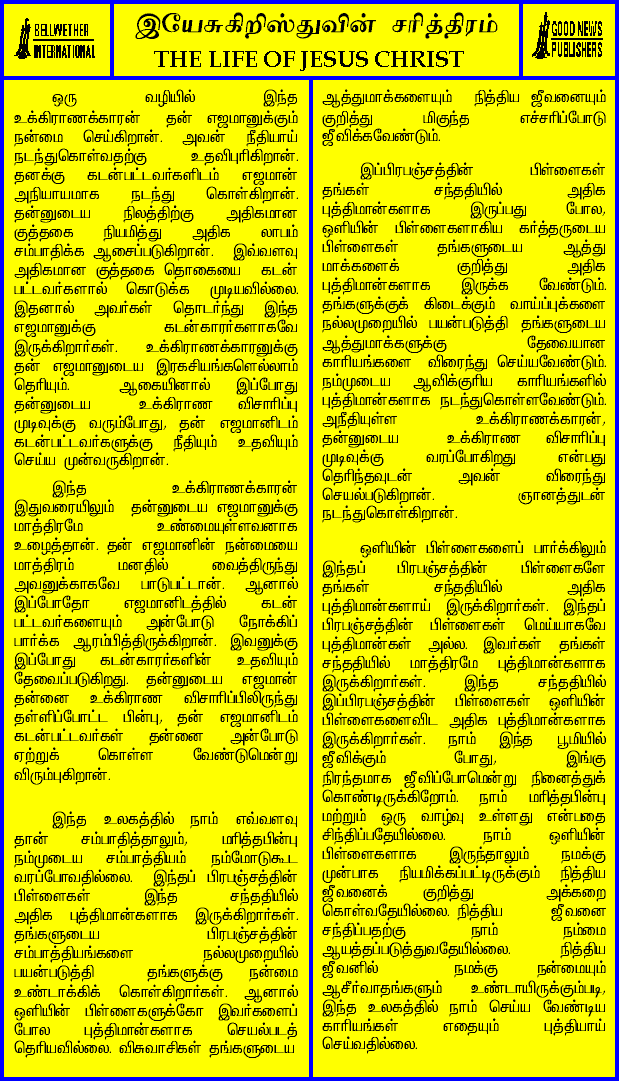 BELLWETHER
INTERNATIONAL
இயேசுகிறிஸ்துவின் சரித்திரம்
THE LIFE OF JESUS CHRIST
GOOD NEWS
PUBLISHERS
ஒரு வழியில் இந்த
உக்கிராணக்காரன் தன் எஜமானுக்கும்
நன்மை செய்கிறான். அவன் நீதியாய்
நடந்துகொள்வதற்கு உதவிபுரிகிறான்.
தனக்கு கடன்பட்டவர்களிடம் எஜமான்
அநியாயமாக நடந்து கொள்கிறான்.
தன்னுடைய நிலத்திற்கு அதிகமான
குத்தகை நியமித்து அதிக லாபம்
சம்பாதிக்க ஆசைப்படுகிறான். இவ்வளவு
அதிகமான குத்தகை தொகையை கடன்
பட்டவர்களால் கொடுக்க முடியவில்லை.
இதனால் அவர்கள் தொடர்ந்து இந்த
எஜமானுக்கு கடன்காரர்களாகவே
இருக்கிறார்கள். உக்கிராணக்காரனுக்கு
தன் எஜமானுடைய இரகசியங்களெல்லாம்
தெரியும். ஆகையினால் இப்போது
தன்னுடைய உக்கிராண விசாரிப்பு
முடிவுக்கு வரும்போது, தன் எஜமானிடம்
கடன்பட்டவர்களுக்கு நீதியும் உதவியும்
செய்ய முன்வருகிறான்.
இந்த உக்கிராணக்காரன்
இதுவரையிலும் தன்னுடைய எஜமானுக்கு
மாத்திரமே உண்மையுள்ளவனாக
உழைத்தான். தன் எஜமானின் நன்மையை
மாத்திரம் மனதில் வைத்திருந்து
அவனுக்காகவே பாடுபட்டான். ஆனால்
இப்போதோ எஜமானிடத்தில் கடன்
பட்டவர்களையும் அன்போடு நோக்கிப்
பார்க்க ஆரம்பித்திருக்கிறான். இவனுக்கு
இப்போது கடன்காரர்களின் உதவியும்
தேவைப்படுகிறது. தன்னுடைய எஜமான்
தன்னை உக்கிராண விசாரிப்பிலிருந்து
தள்ளிப்போட்ட பின்பு, தன் எஜமானிடம்
கடன்பட்டவர்கள் தன்னை அன்போடு
ஏற்றுக் கொள்ள வேண்டுமென்று
விரும்புகிறான்.
இந்த உலகத்தில் நாம் எவ்வளவு
தான் சம்பாதித்தாலும், மரித்தபின்பு
நம்முடைய சம்பாத்தியம் நம்மோடுகூட
வரப்போவதில்லை. இந்தப் பிரபஞ்சத்தின்
பிள்ளைகள் இந்த சந்ததியில்
அதிக புத்திமான்களாக இருக்கிறார்கள்.
தங்களுடைய பிரபஞ்சத்தின்
சம்பாத்தியங்களை நல்லமுறையில்
பயன்படுத்தி தங்களுக்கு நன்மை
உண்டாக்கிக் கொள்கிறார்கள். ஆனால்
ஒளியின் பிள்ளைகளுக்கோ இவர்களைப்
போல புத்திமான்களாக செயல்படத்
தெரியவில்லை. விசுவாசிகள் தங்களுடைய
ஆத்துமாக்களையும் நித்திய ஜீவனையும்
குறித்து மிகுந்த எச்சரிப்போடு
ஜீவிக்கவேண்டும்.
இப்பிரபஞ்சத்தின் பிள்ளைகள்
தங்கள் சந்ததியில் அதிக
புத்திமான்களாக இருப்பது போல,
ஒளியின் பிள்ளைகளாகிய கர்த்தருடைய
பிள்ளைகள் தங்களுடைய ஆத்து
மாக்களைக் குறித்து அதிக
புத்திமான்களாக இருக்க வேண்டும்.
தங்களுக்குக் கிடைக்கும் வாய்ப்புக்களை
நல்லமுறையில் பயன்படுத்தி தங்களுடைய
ஆத்துமாக்களுக்கு தேவையான
காரியங்களை விரைந்து செய்யவேண்டும்.
நம்முடைய ஆவிக்குரிய காரியங்களில்
புத்திமான்களாக நடந்துகொள்ளவேண்டும்.
அநீதியுள்ள உக்கிராணக்காரன்,
தன்னுடைய உக்கிராண விசாரிப்பு
முடிவுக்கு வரப்போகிறது என்பது
தெரிந்தவுடன் அவன் விரைந்து
செயல்படுகிறான். ஞானத்துடன்
நடந்துகொள்கிறான்.
ஒளியின் பிள்ளைகளைப் பார்க்கிலும்
இந்தப் பிரபஞ்சத்தின் பிள்ளைகளே
தங்கள் சந்ததியில் அதிக
புத்திமான்களாய் இருக்கிறார்கள். இந்தப்
பிரபஞ்சத்தின் பிள்ளைகள் மெய்யாகவே
புத்திமான்கள் அல்ல. இவர்கள் தங்கள்
சந்ததியில் மாத்திரமே புத்திமான்களாக
இருக்கிறார்கள். இந்த சந்ததியில்
இப்பிரபஞ்சத்தின் பிள்ளைகள் ஒளியின்
பிள்ளைகளைவிட அதிக புத்திமான்களாக
இருக்கிறார்கள். நாம் இந்த பூமியில்
ஜீவிக்கும் போது, இங்கு
நிரந்தமாக ஜீவிப்போமென்று நினைத்துக்
கொண்டிருக்கிறோம். நாம் மரித்தபின்பு
மற்றும் ஒரு வாழ்வு உள்ளது என்பதை
சிந்திப்பதேயில்லை. நாம் ஒளியின்
பிள்ளைகளாக இருந்தாலும் நமக்கு
முன்பாக நியமிக்கப்பட்டிருக்கும் நித்திய
ஜீவனைக் குறித்து அக்கறை
கொள்வதேயில்லை. நித்திய ஜீவனை
சந்திப்பதற்கு நாம் நம்மை
ஆயத்தப்படுத்துவதேயில்லை. நித்திய
ஜீவனில் நமக்கு நன்மையும்
ஆசீர்வாதங்களும் உண்டாயிருக்கும்படி,
இந்த உலகத்தில் நாம் செய்ய வேண்டிய
காரியங்கள் எதையும் புத்தியாய்
செய்வதில்லை.